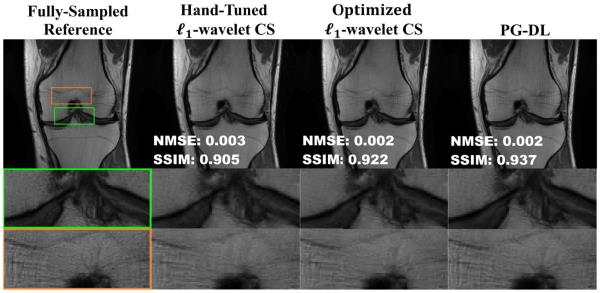 Fully-Sampled
Reference
Hand-Tuned
ℓ₁-wavelet CS
Optimized
ℓ₁-wavelet CS
PG-DL
NMSE: 0.003
SSIM: 0.905
NMSE: 0.002
SSIM: 0.922
NMSE: 0.002
SSIM: 0.937